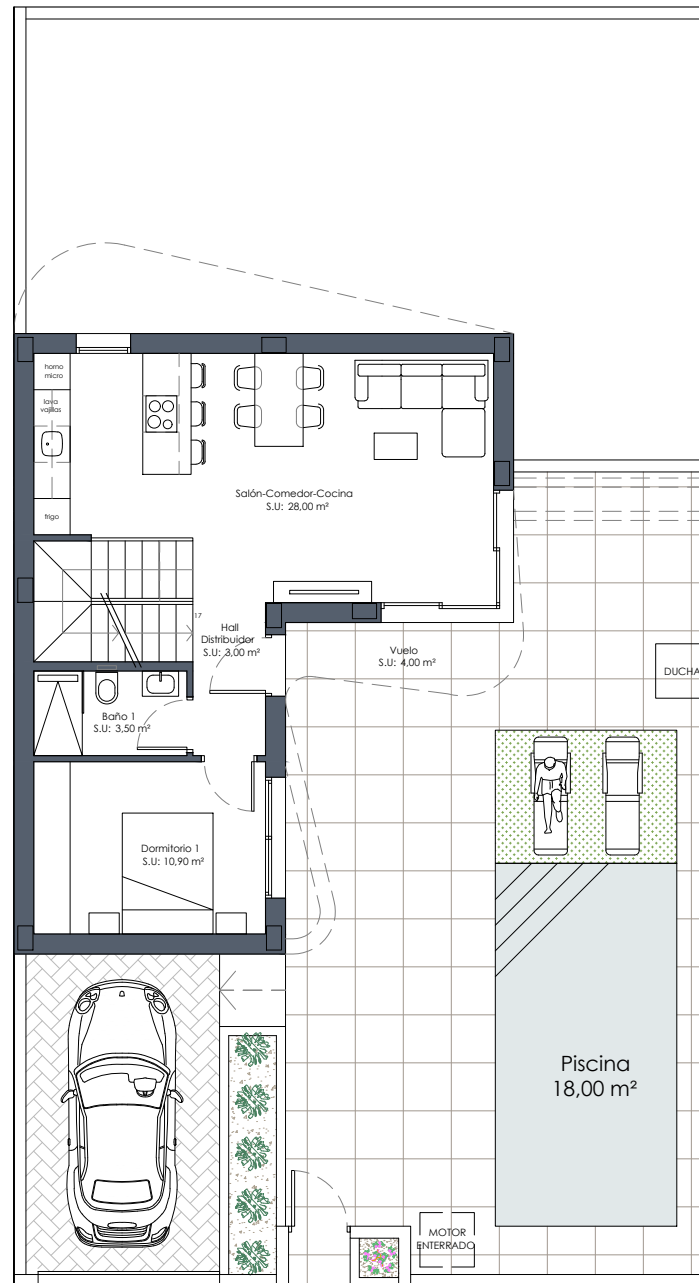 horno
micro
lava
vajillas
frigo
Salón-Comedor-Cocina
S.U: 28,00 m²
17
Hall
Distribuidor
S.U: 3,00 m²
Vuelo
S.U: 4,00 m²
DUCHA
Baño 1
S.U: 3,50 m²
Dormitorio 1
S.U: 10,90 m²
Piscina
18,00 m²
MOTOR
ENTERRADO